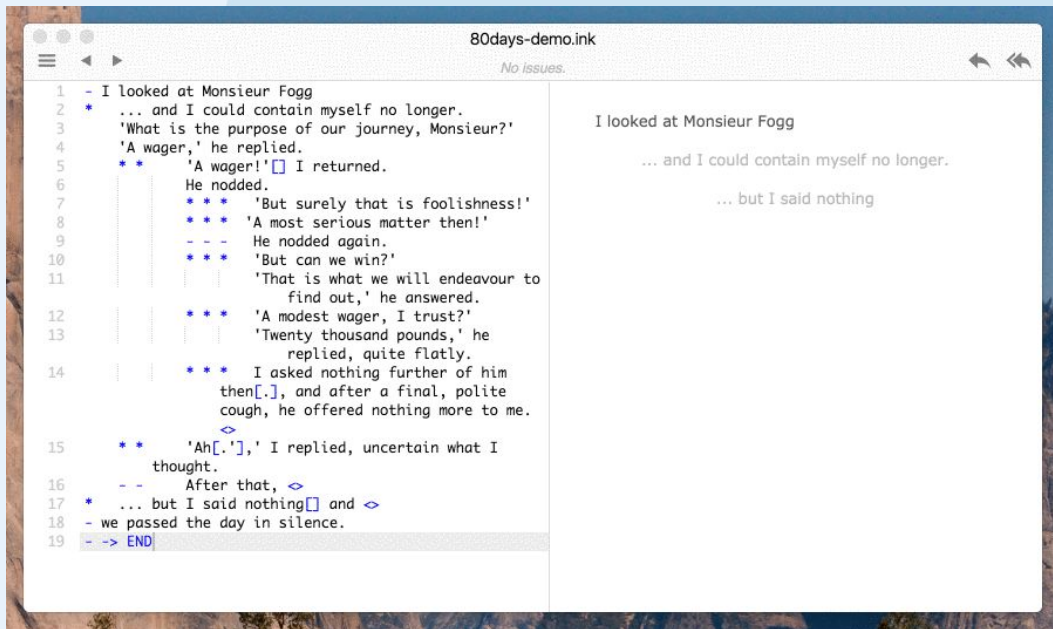 80days-demo.ink
No issues.
1 - I looked at Monsieur Fogg
2 * ... and I could contain myself no longer.
3 'What is the purpose of our journey, Monsieur?'
4 'A wager,' he replied.
5 * * 'A wager!'[] I returned.
6 He nodded.
7 * * * 'But surely that is foolishness!'
8 * * * 'A most serious matter then!'
9 - - - He nodded again.
10 * * * 'But can we win?'
11 'That is what we will endeavour to
find out,' he answered.
12 * * * 'A modest wager, I trust?'
13 'Twenty thousand pounds,' he
replied, quite flatly.
14 * * * I asked nothing further of him
then[.], and after a final, polite
cough, he offered nothing more to me.
<>
15 * * 'Ah[.'],' I replied, uncertain what I
thought.
16 - - After that, <>
17 * ... but I said nothing[] and <>
18 - we passed the day in silence.
19 - -> END
I looked at Monsieur Fogg
... and I could contain myself no longer.
... but I said nothing